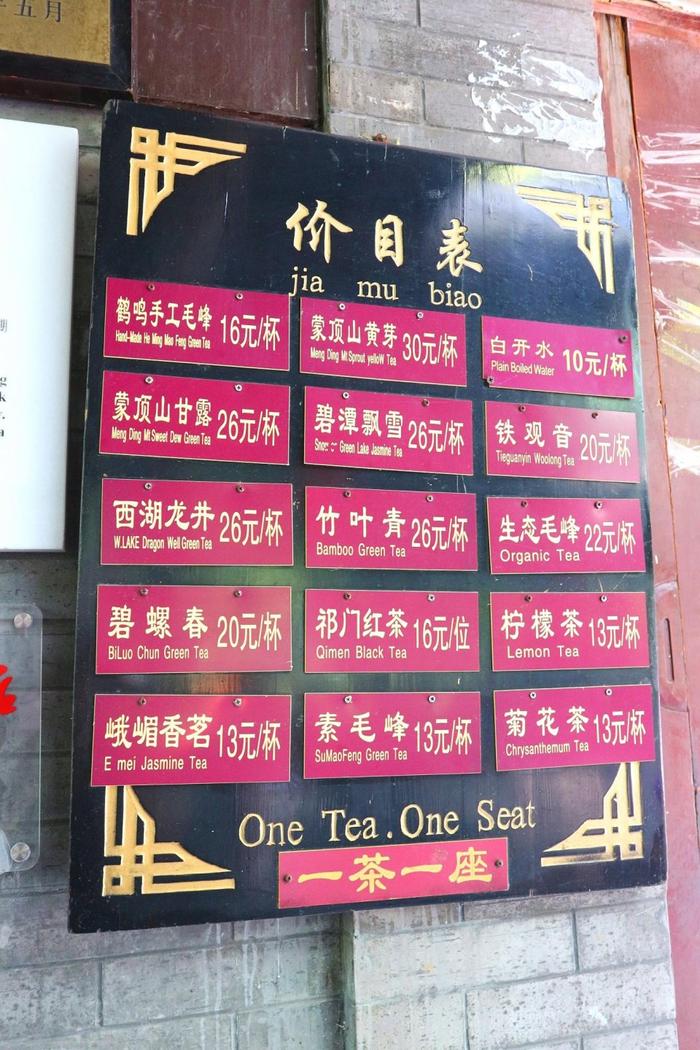 年五月
价目表
jia mu biao
鹤鸣手工毛峰 16元/杯
Hand-Made He Ming Mao Feng Green Tea
蒙顶山黄芽 30元/杯
Meng Ding Mt Sprout yelloW Tea
白开水 10元/杯
Plain Boiled Water
蒙顶山甘露 26元/杯
Meng Ding Mt Sweet Dew Green Tea
碧潭飘雪 26元/杯
Green Lake Jasmine Tea
铁观音 20元/杯
Tieguanyin Woolong Tea
西湖龙井 26元/杯
W.LAKE Dragon Well Green Tea
竹叶青 26元/杯
Bamboo Green Tea
生态毛峰 22元/杯
Organic Tea
碧螺春 20元/杯
BiLuo Chun Green Tea
祁门红茶 16元/位
Qimen Black Tea
柠檬茶 13元/杯
Lemon Tea
峨嵋香茗 13元/杯
E mei Jasmine Tea
素毛峰 13元/杯
SuMaoFeng Green Tea
菊花茶 13元/杯
Chrysanthemum Tea
One Tea . One Seat
一茶一座